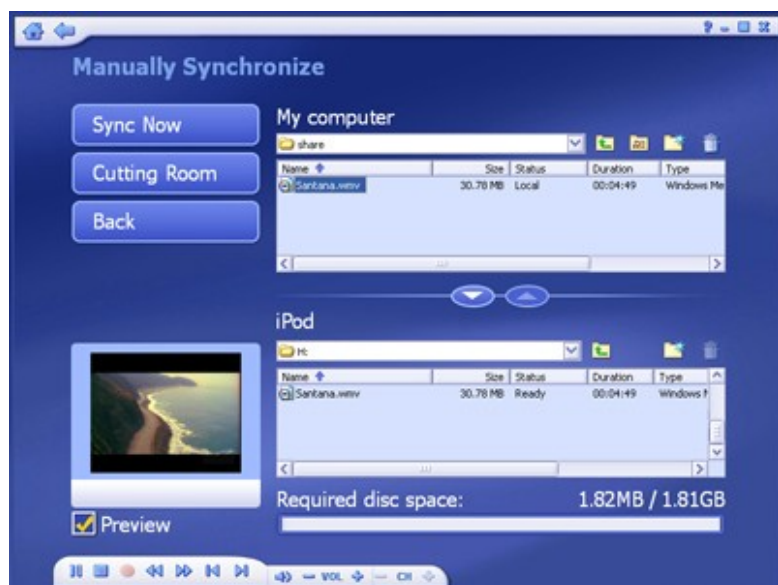 Manually Synchronize
Sync Now
Cutting Room
Back
My computer
share
Name Size Status Duration Type
Santana.wmv 30.78 MB Local 00:04:49 Windows Me
iPod
H:
Name Size Status Duration Type
Santana.wmv 30.78 MB Ready 00:04:49 Windows M
Required disc space: 1.82MB / 1.81GB
Preview
VOL CH